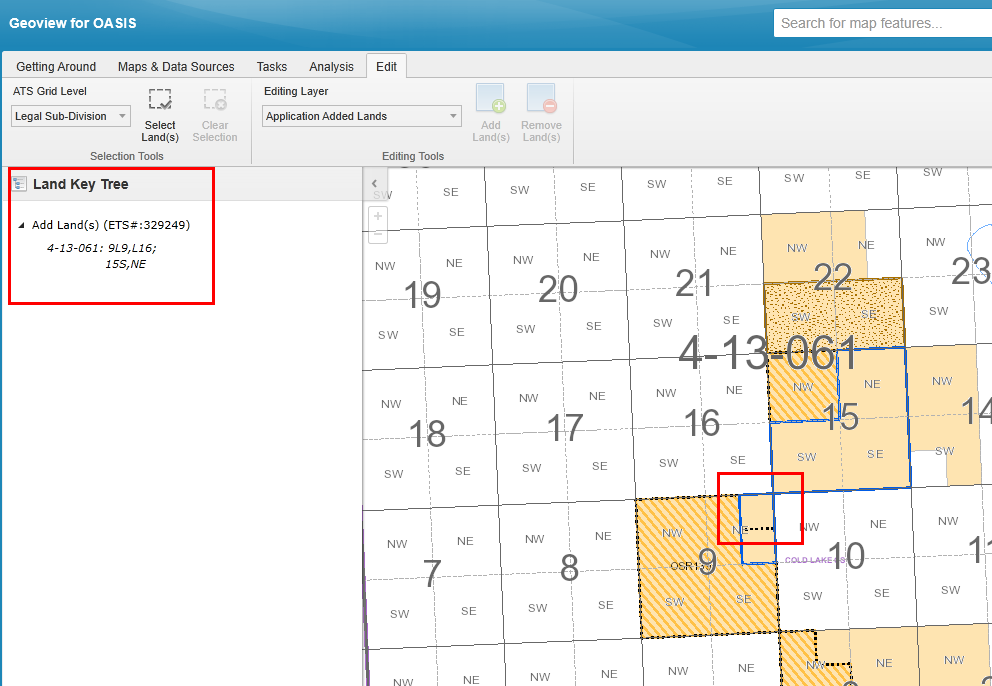 Geoview for OASIS
Search for map features...
Getting Around Maps & Data Sources Tasks Analysis Edit
ATS Grid Level
Editing Layer
Legal Sub-Division
Application Added Lands
Select Land(s)
Clear Selection
Add Land(s)
Remove Land(s)
Selection Tools
Editing Tools
Land Key Tree
Add Land(s) (ETS#:329249)
4-13-061: 9L9,L16;
15S,NE
SW SE SW SE SW SE SW SE SW
NW NE NW NE NW NE NW NE NW
19 20 21 22 23
SW SE SW SE SW SE SW SE SW
4-13-061
NW NE NW NE NW NE NW NE NW
18 17 16 15 14
SW SE SW SE SW SE SW SE SW
NW NE NW NE NW NE NW NE NW
7 8 9 10 11
COLD LAKE
SW SE SW SE SW SE SW SE SW
NW NE NW NE NW NE NW NE NW